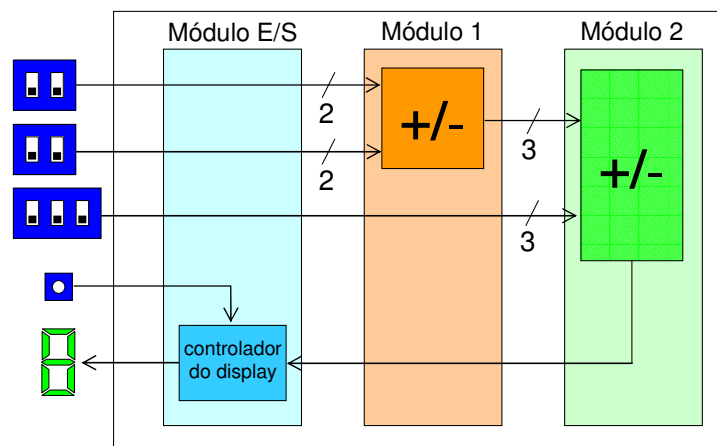 Módulo E/S
Módulo 1
Módulo 2
2
+/-
3
2
+/-
3
controlador
do display